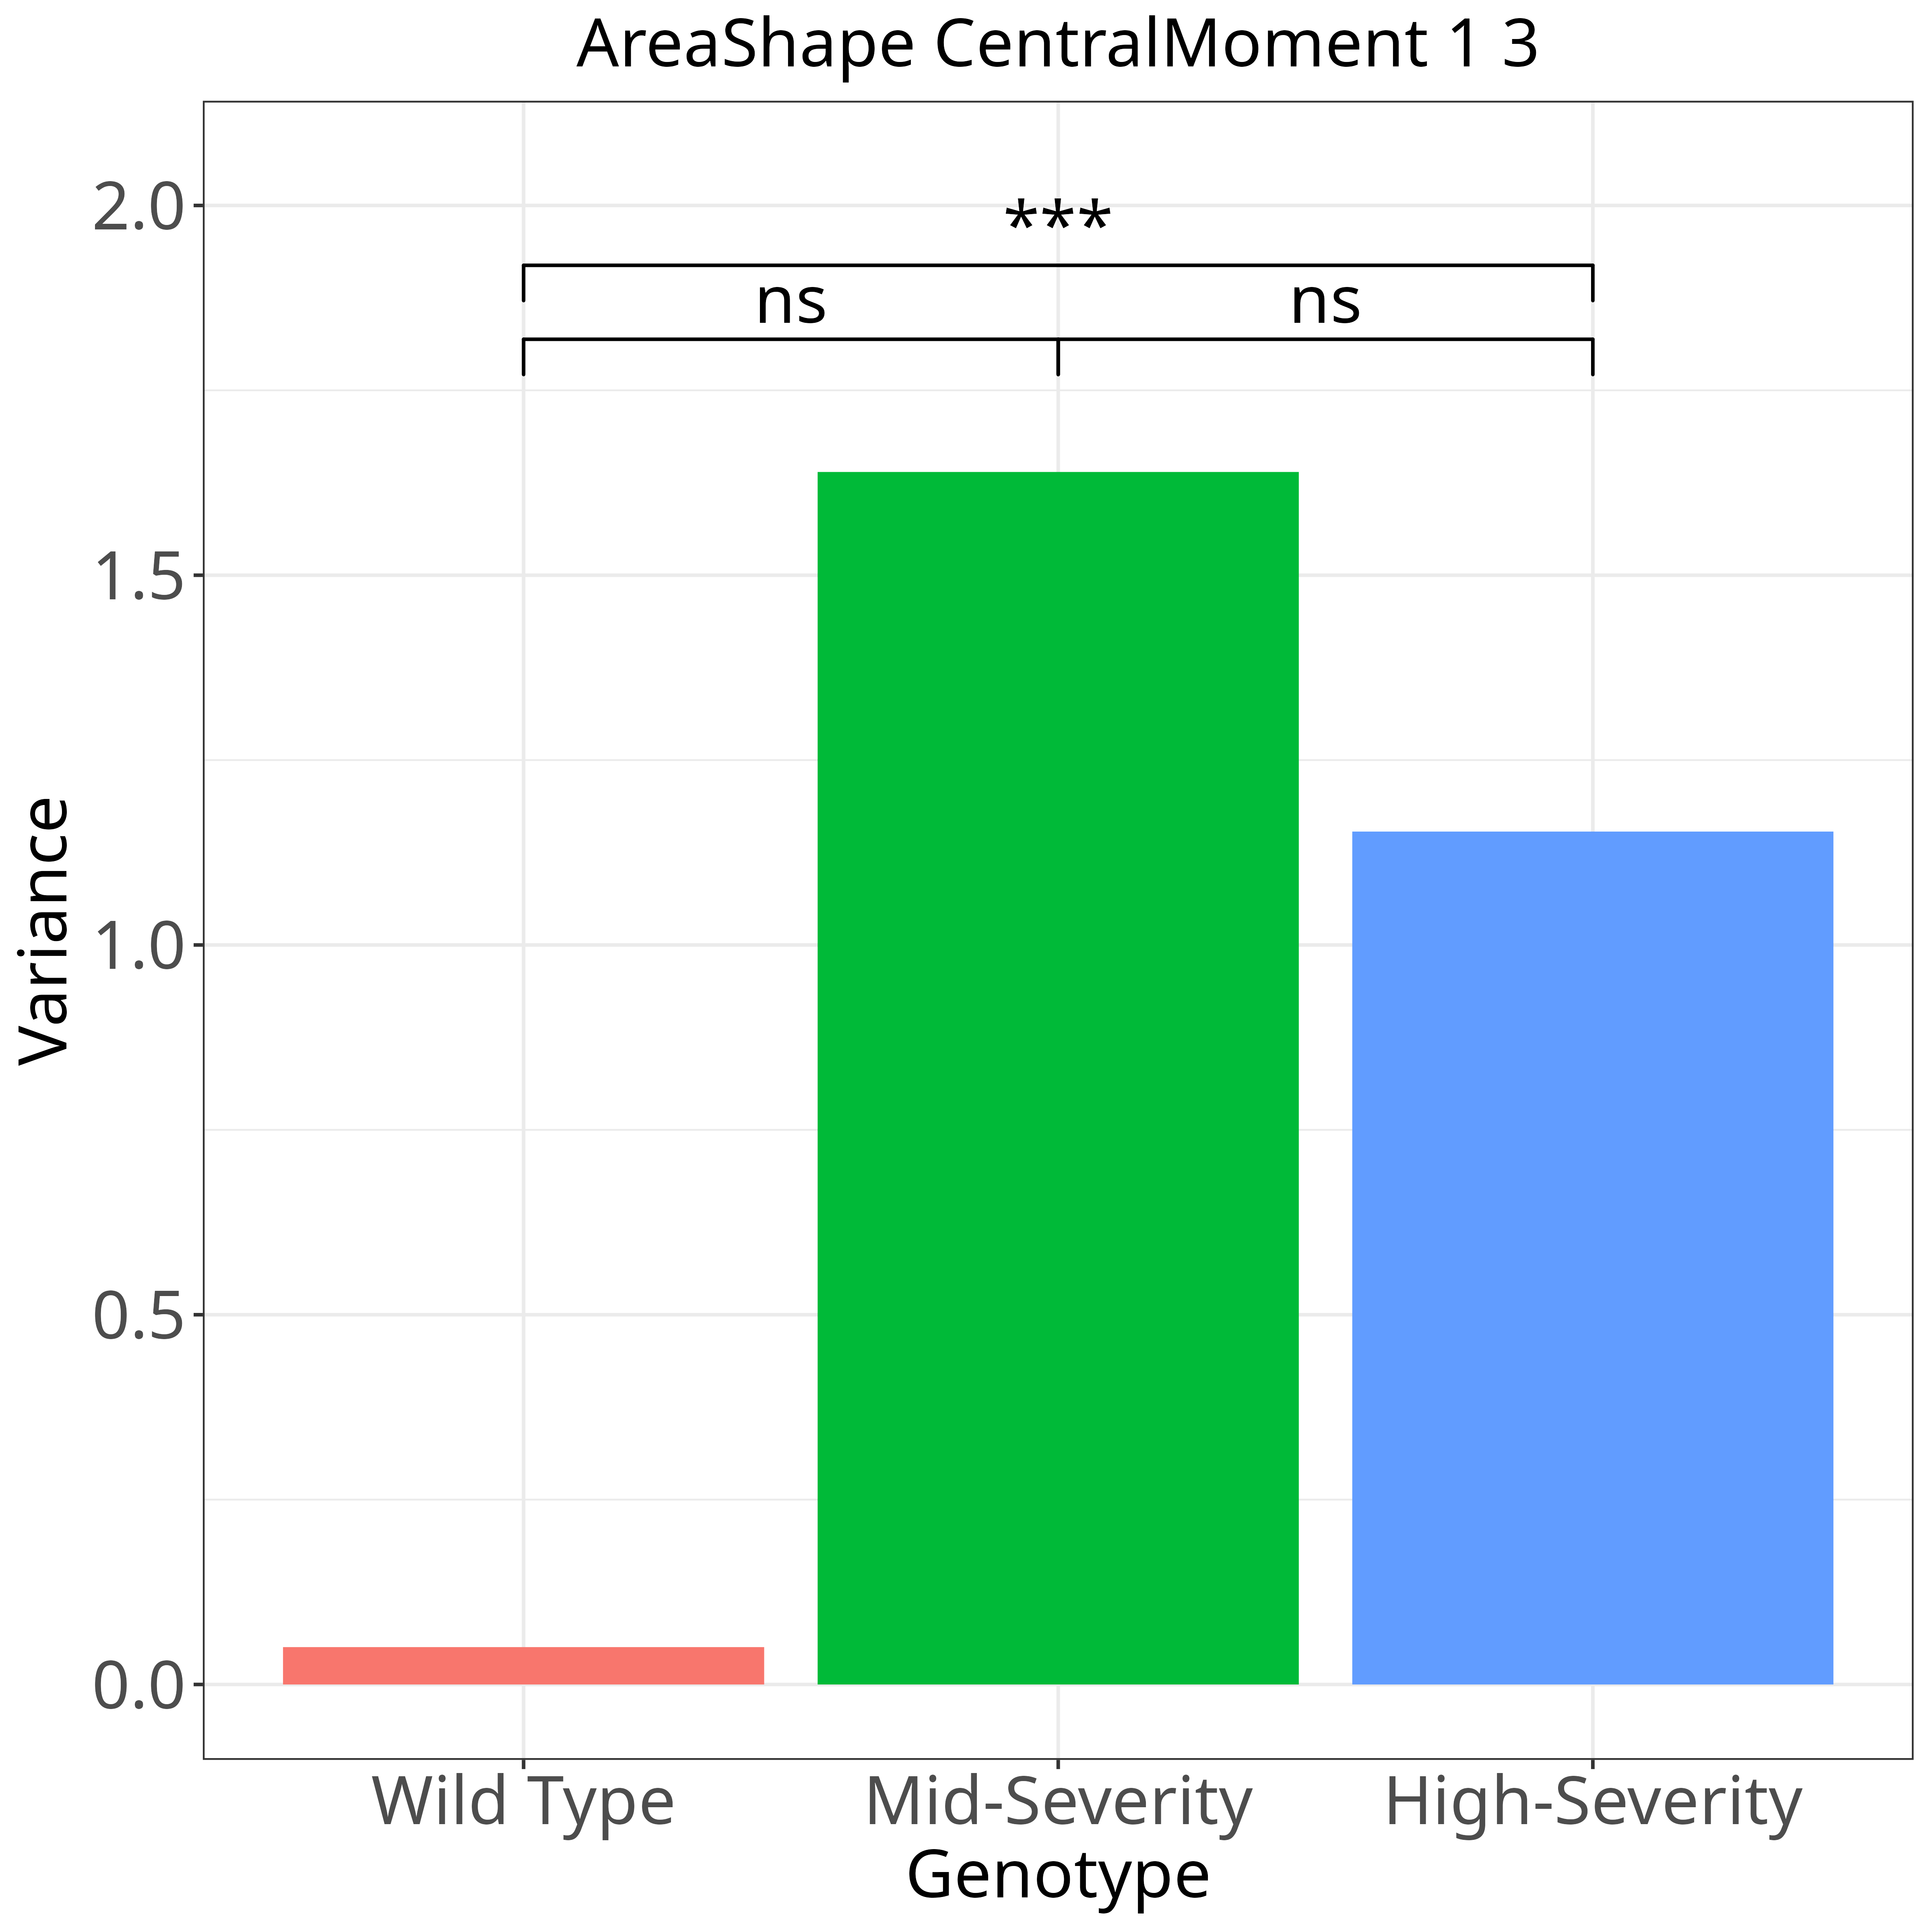 AreaShape CentralMoment 1 3
2.0
***
ns ns
1.5
Variance
1.0
0.5
0.0
Wild Type Mid-Severity High-Severity
Genotype